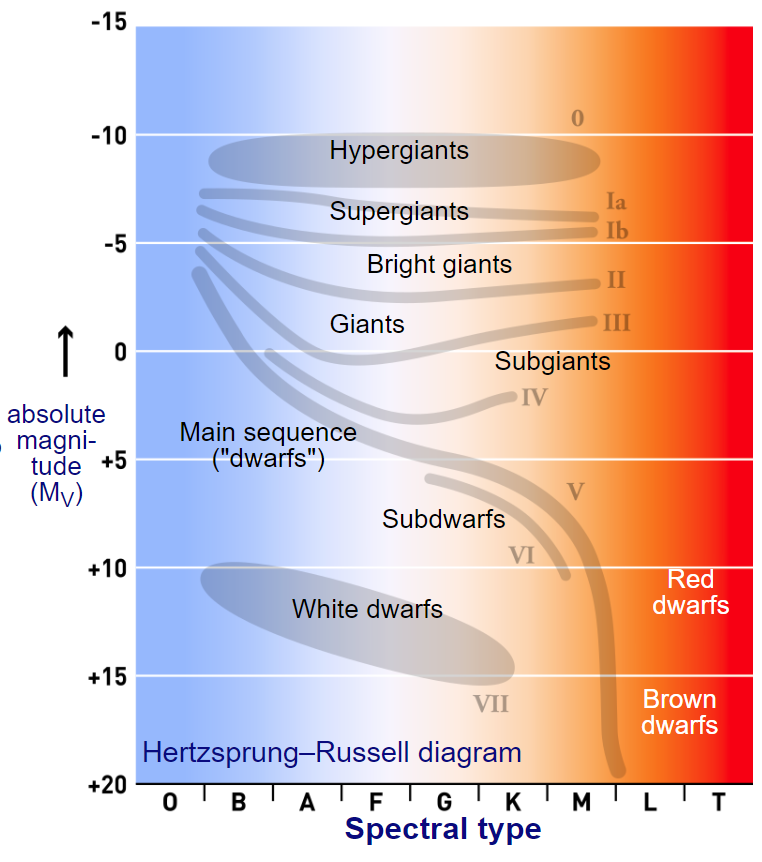 -15
0
-10
Hypergiants
Ia
Supergiants
Ib
-5
Bright giants
II
Giants
III
0
Subgiants
absolute
magni-
tude
(MV)
IV
Main sequence
("dwarfs")
+5
V
Subdwarfs
VI
+10
Red
dwarfs
White dwarfs
+15
VII
Brown
dwarfs
Hertzsprung–Russell diagram
+20
O B A F G K M L T
Spectral type